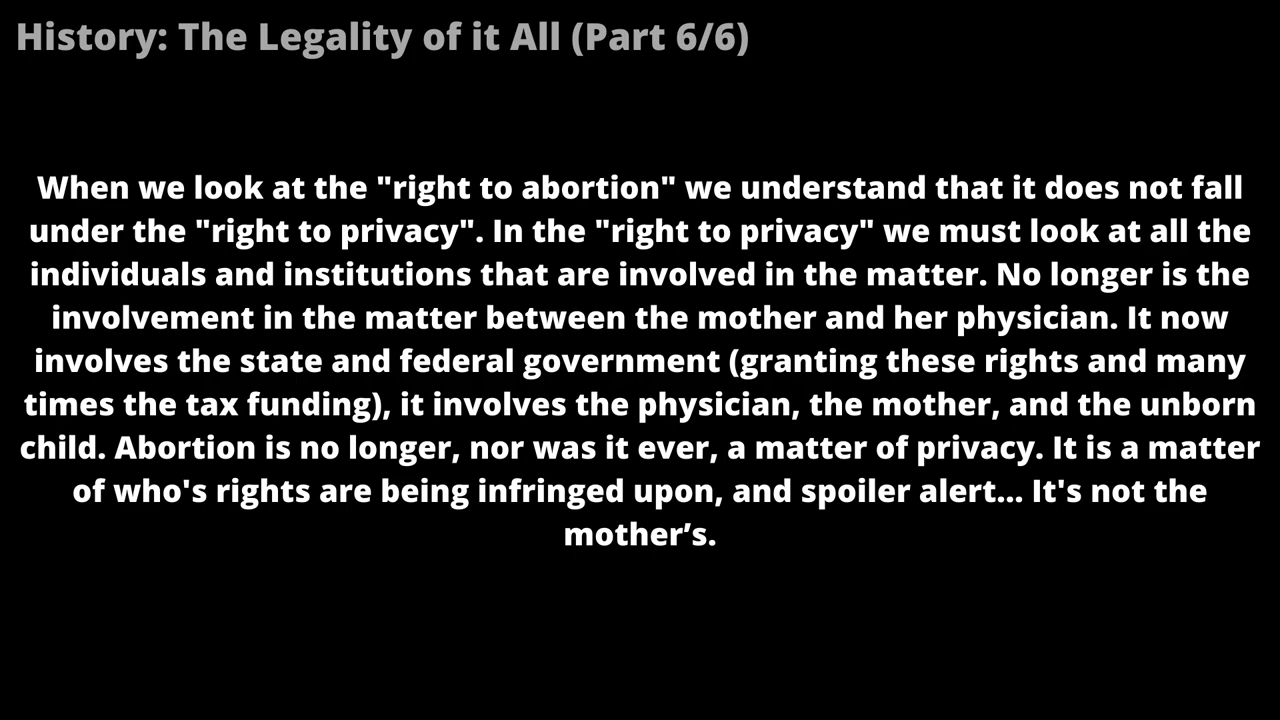 History: The Legality of it All (Part 6/6)
When we look at the "right to abortion" we understand that it does not fall
under the "right to privacy". In the "right to privacy" we must look at all the
individuals and institutions that are involved in the matter. No longer is the
involvement in the matter between the mother and her physician. It now
involves the state and federal government (granting these rights and many
times the tax funding), it involves the physician, the mother, and the unborn
child. Abortion is no longer, nor was it ever, a matter of privacy. It is a matter
of who's rights are being infringed upon, and spoiler alert... It's not the
mother’s.